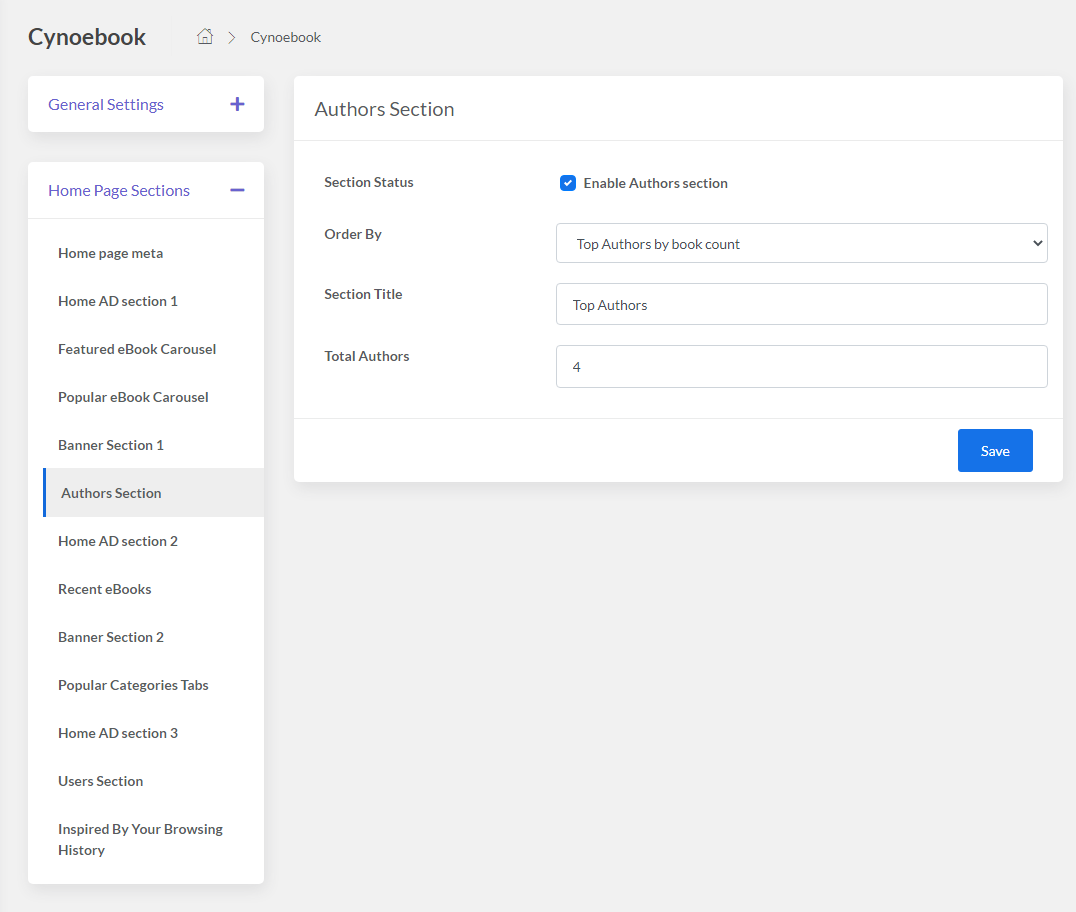 Cynoebook
Cynoebook
General Settings
Home Page Sections
Home page meta
Home AD section 1
Featured eBook Carousel
Popular eBook Carousel
Banner Section 1
Authors Section
Home AD section 2
Recent eBooks
Banner Section 2
Popular Categories Tabs
Home AD section 3
Users Section
Inspired By Your Browsing
History
Authors Section
Section Status
Enable Authors section
Order By
Top Authors by book count
Section Title
Top Authors
Total Authors
4
Save